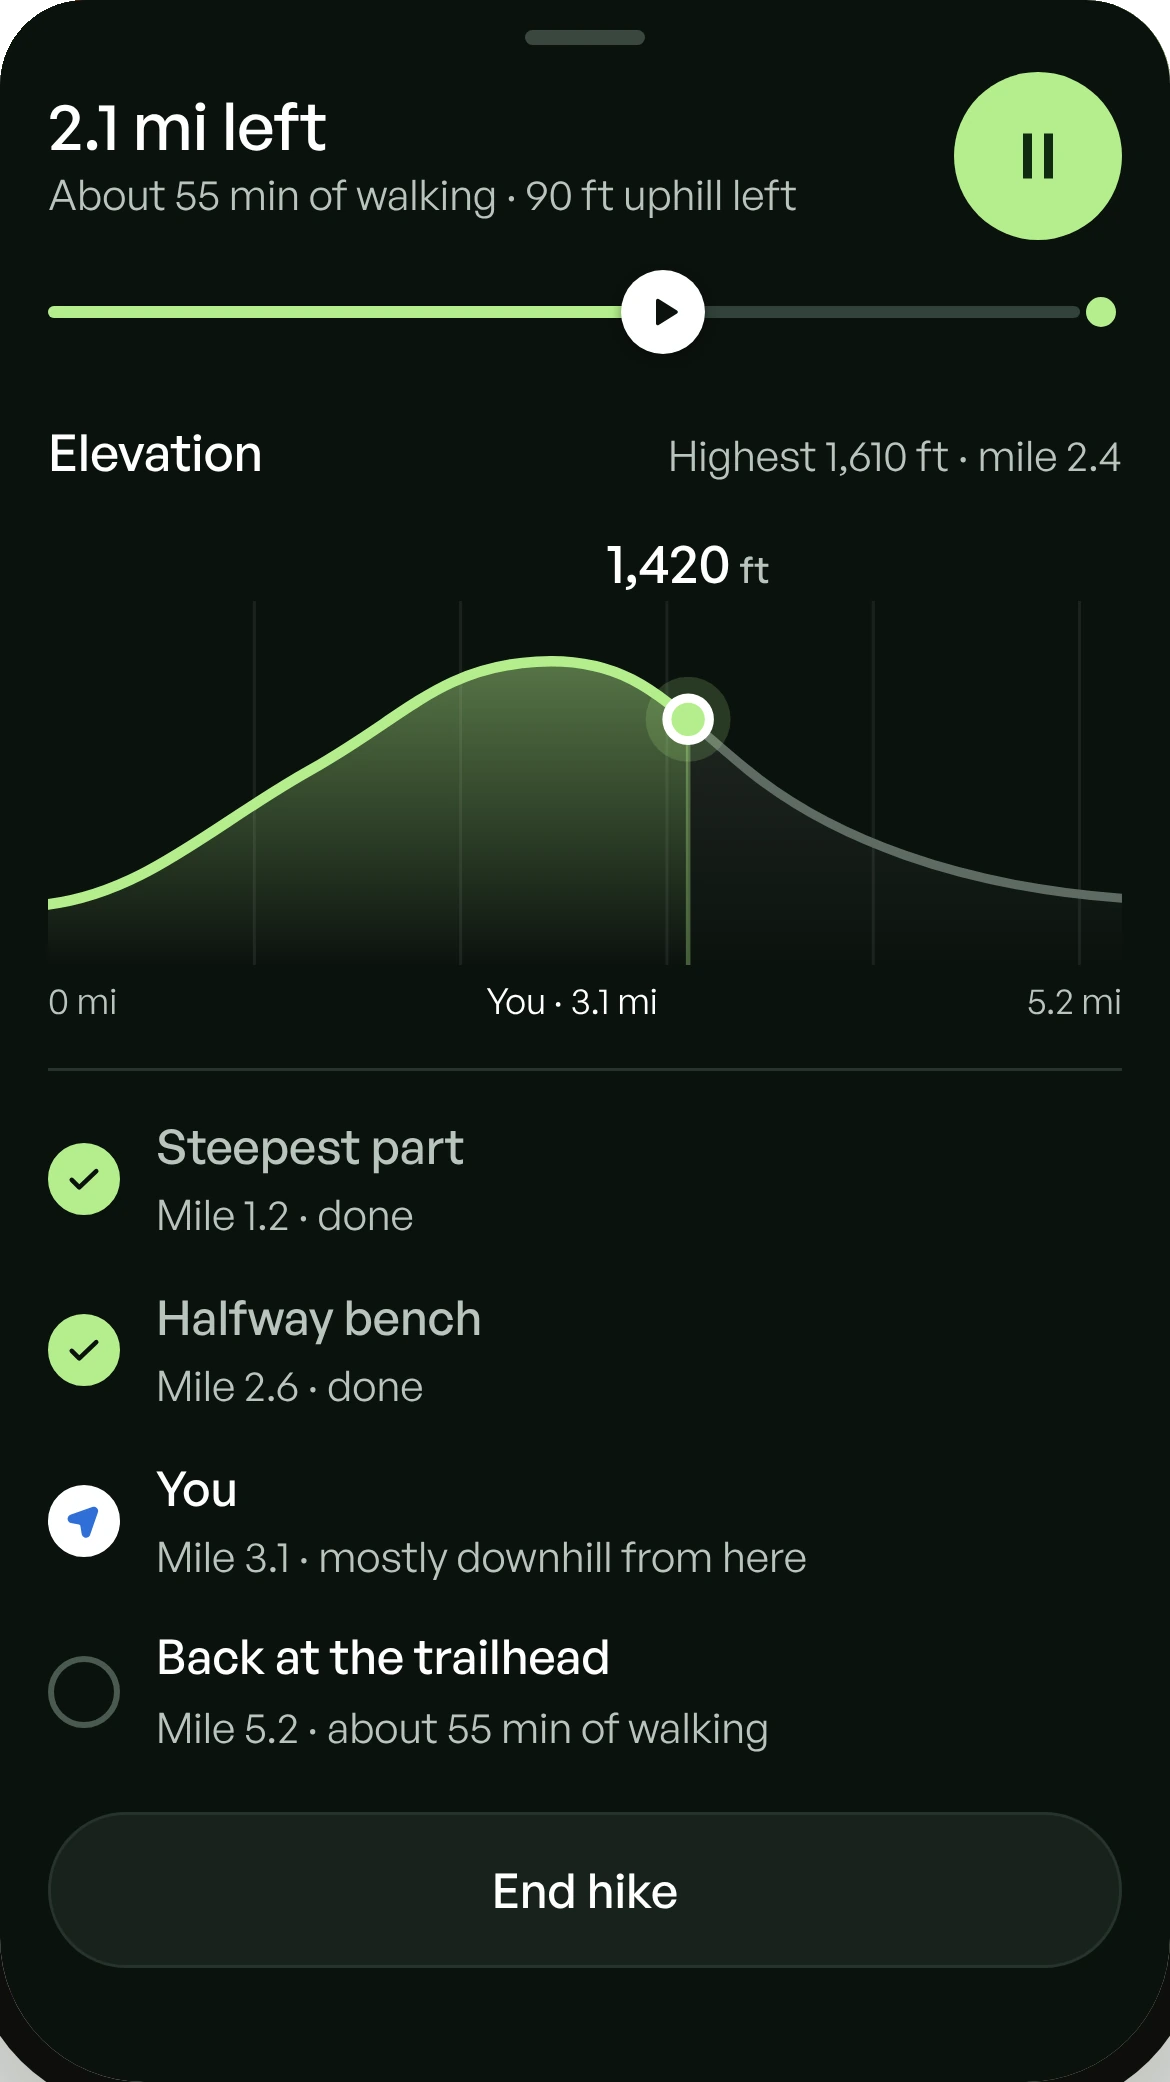 2.1 mi left
About 55 min of walking · 90 ft uphill left
Elevation
Highest 1,610 ft · mile 2.4
1,420 ft
0 mi
You · 3.1 mi
5.2 mi
Steepest part
Mile 1.2 · done
Halfway bench
Mile 2.6 · done
You
Mile 3.1 · mostly downhill from here
Back at the trailhead
Mile 5.2 · about 55 min of walking
End hike